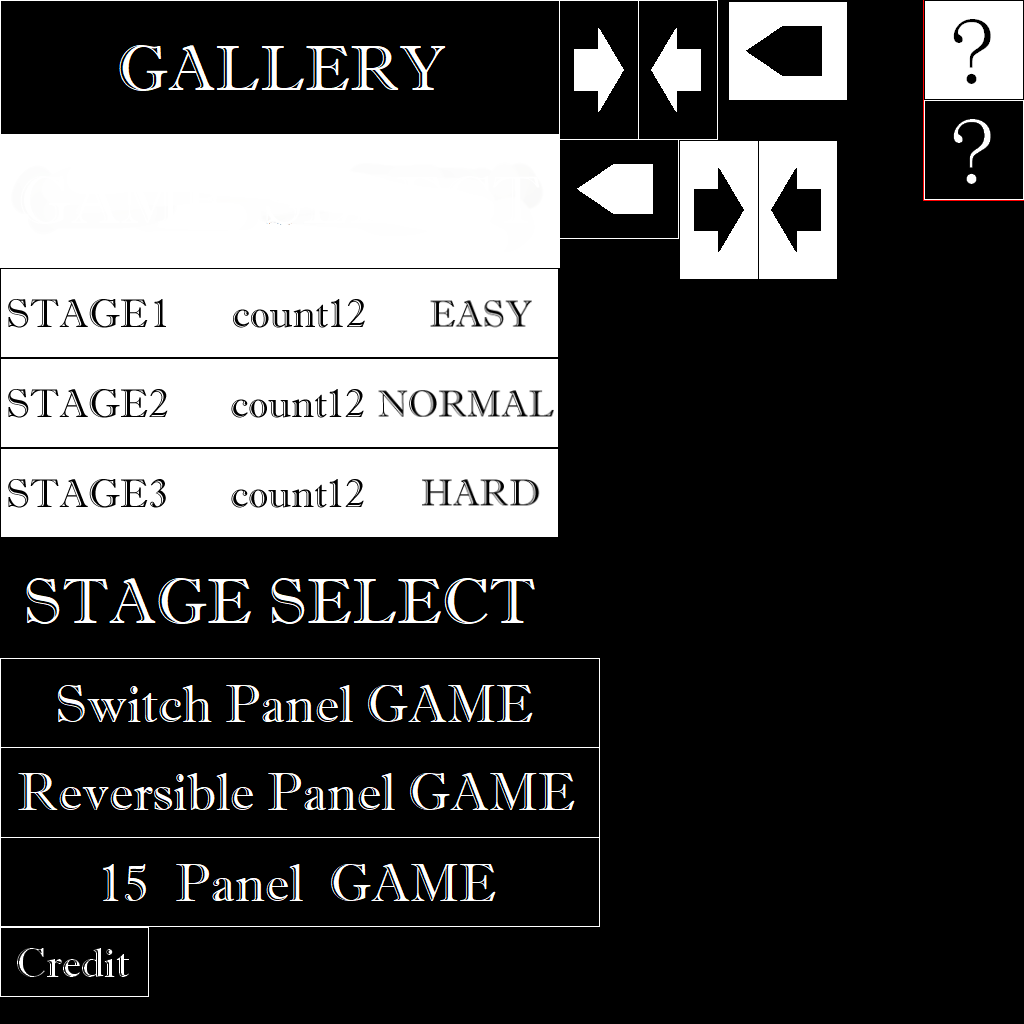 GALLERY
?
?
STAGE1 count12 EASY
STAGE2 count12 NORMAL
STAGE3 count12 HARD
STAGE SELECT
Switch Panel GAME
Reversible Panel GAME
15 Panel GAME
Credit